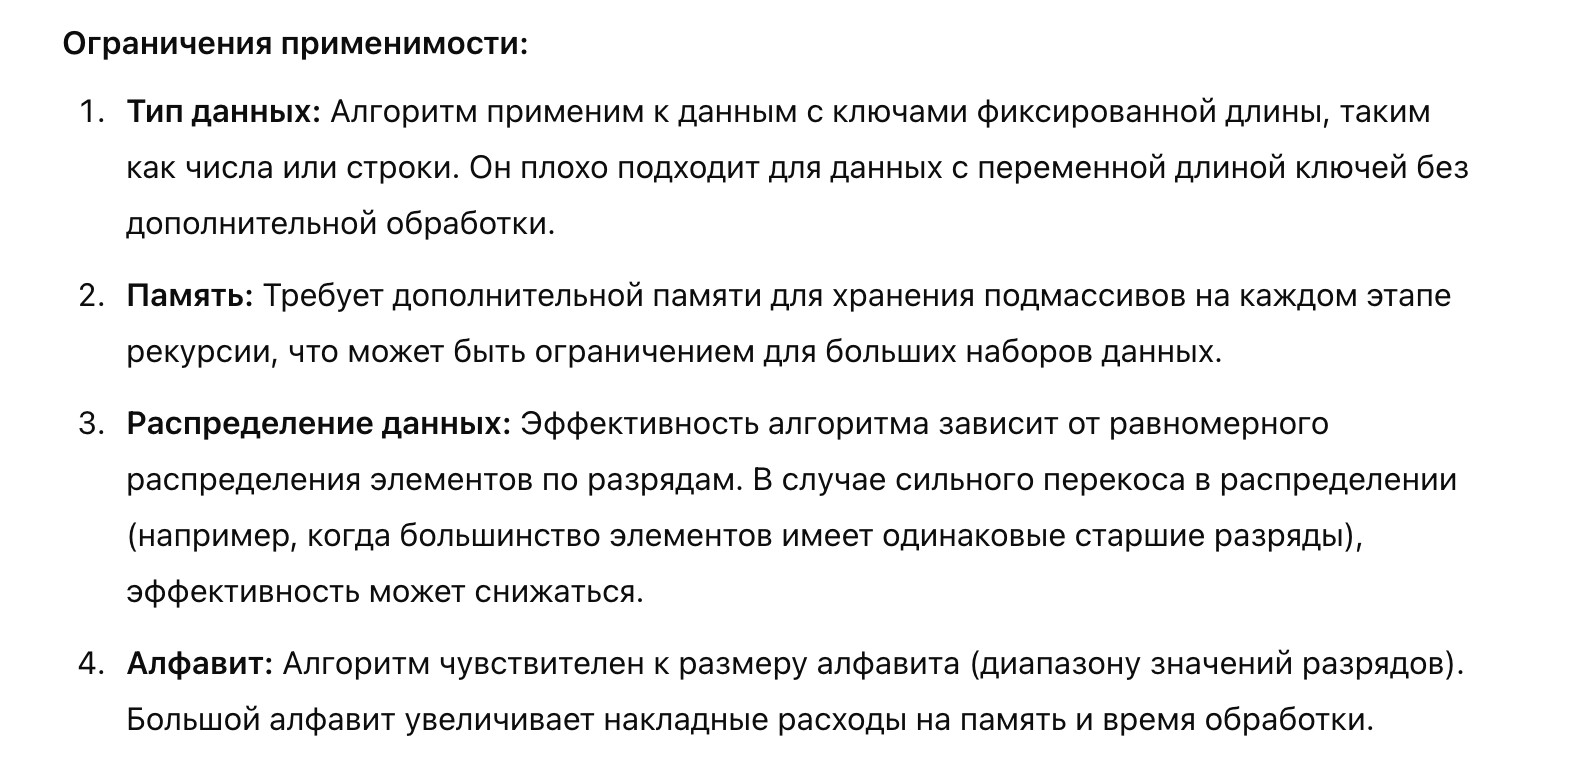 Ограничения применимости:
1. Тип данных: Алгоритм применим к данным с ключами фиксированной длины, таким
как числа или строки. Он плохо подходит для данных с переменной длиной ключей без
дополнительной обработки.
2. Память: Требует дополнительной памяти для хранения подмассивов на каждом этапе
рекурсии, что может быть ограничением для больших наборов данных.
3. Распределение данных: Эффективность алгоритма зависит от равномерного
распределения элементов по разрядам. В случае сильного перекоса в распределении
(например, когда большинство элементов имеет одинаковые старшие разряды),
эффективность может снижаться.
4. Алфавит: Алгоритм чувствителен к размеру алфавита (диапазону значений разрядов).
Большой алфавит увеличивает накладные расходы на память и время обработки.